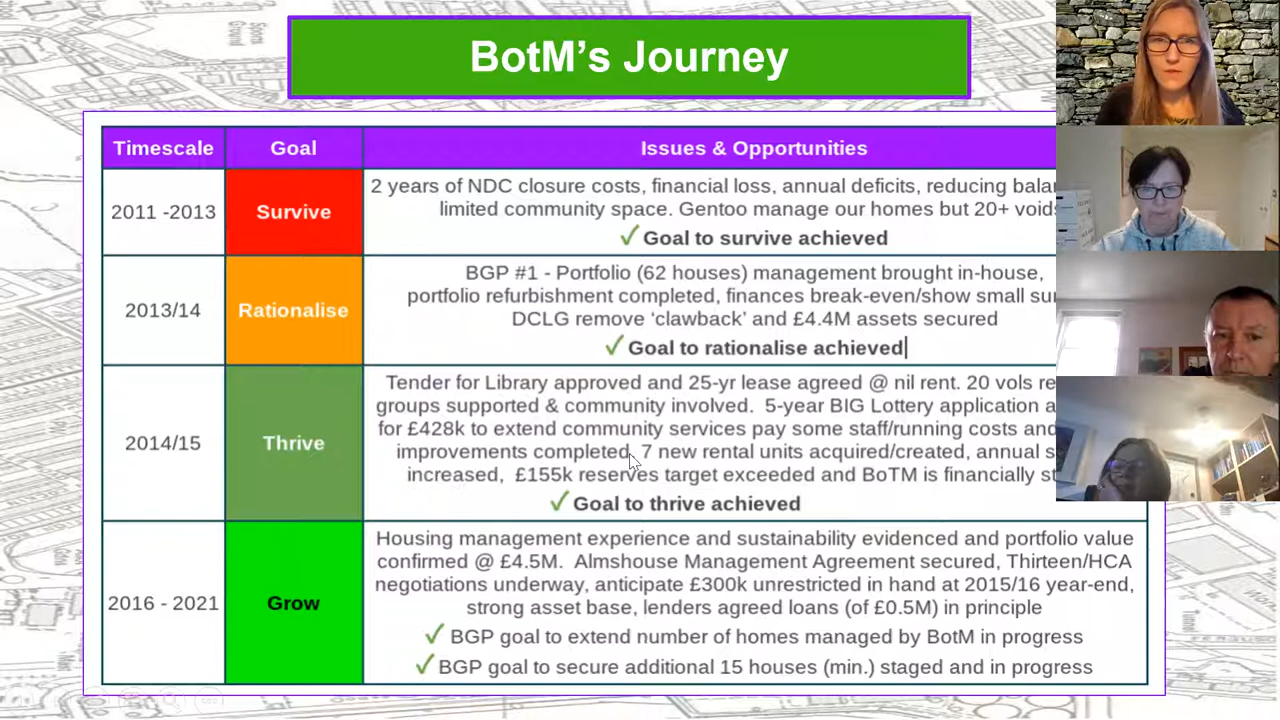 BotM's Journey
Timescale
Goal
Issues & Opportunities
2011 -2013
Survive
2 years of NDC closure costs, financial loss, annual deficits, reducing
limited community space. Gentoo manage our homes but 20+ voids
✓ Goal to survive achieved
2013/14
Rationalise
BGP #1 - Portfolio (62 houses) management brought in-house,
portfolio refurbishment completed, finances break-even/show small
DCLG remove 'clawback' and £4.4M assets secured
✓ Goal to rationalise achieved
2014/15
Thrive
Tender for Library approved and 25-yr lease agreed @ nil rent. 20 vols
groups supported & community involved. 5-year BIG Lottery application
for £428k to extend community services pay some staff/running costs and
improvements completed, 7 new rental units acquired/created, annual
increased, £155k reserves target exceeded and BoTM is financially
✓ Goal to thrive achieved
2016 - 2021
Grow
Housing management experience and sustainability evidenced and portfolio value
confirmed @ £4.5M. Almshouse Management Agreement secured, Thirteen/HCA
negotiations underway, anticipate £300k unrestricted in hand at 2015/16 year-end,
strong asset base, lenders agreed loans (of £0.5M) in principle
✓ BGP goal to extend number of homes managed by BotM in progress
✓ BGP goal to secure additional 15 houses (min.) staged and in progress